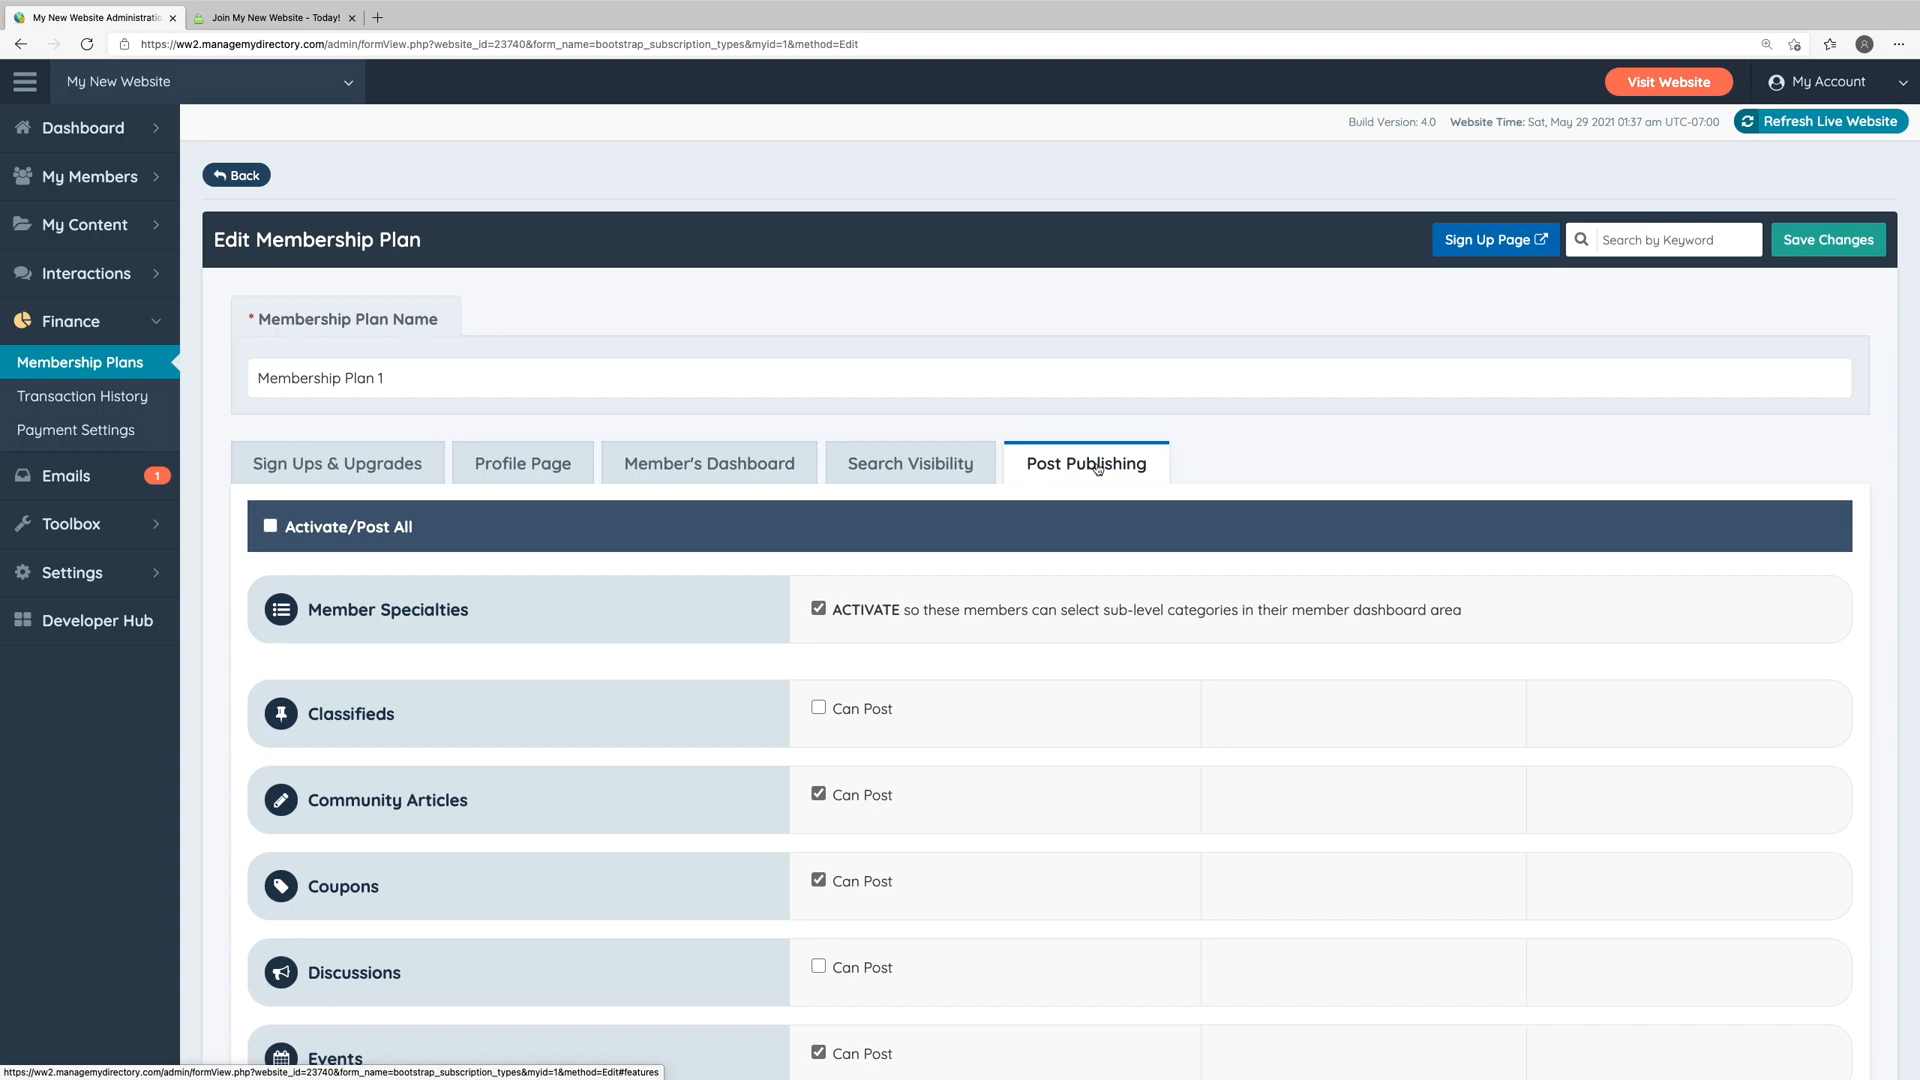 My New Website Administratio
Join My New Website - Today!
https://ww2.managemydirectory.com/admin/formView.php?website_id=23740&form_name=bootstrap_subscription_types&myid=1&method=Edit
My New Website
Visit Website
My Account
Build Version: 4.0
Website Time: Sat, May 29 2021 01:37 am UTC-07:00
Refresh Live Website
Dashboard
My Members
My Content
Interactions
Finance
Membership Plans
Transaction History
Payment Settings
Emails
1
Toolbox
Settings
Developer Hub
Back
Edit Membership Plan
Sign Up Page
Search by Keyword
Save Changes
* Membership Plan Name
Membership Plan 1
Sign Ups & Upgrades
Profile Page
Member's Dashboard
Search Visibility
Post Publishing
Activate/Post All
Member Specialties
ACTIVATE so these members can select sub-level categories in their member dashboard area
Classifieds
Can Post
Community Articles
Can Post
Coupons
Can Post
Discussions
Can Post
Events
Can Post
https://ww2.managemydirectory.com/admin/formView.php?website_id=23740&form_name=bootstrap_subscription_types&myid=1&method=Edit#features